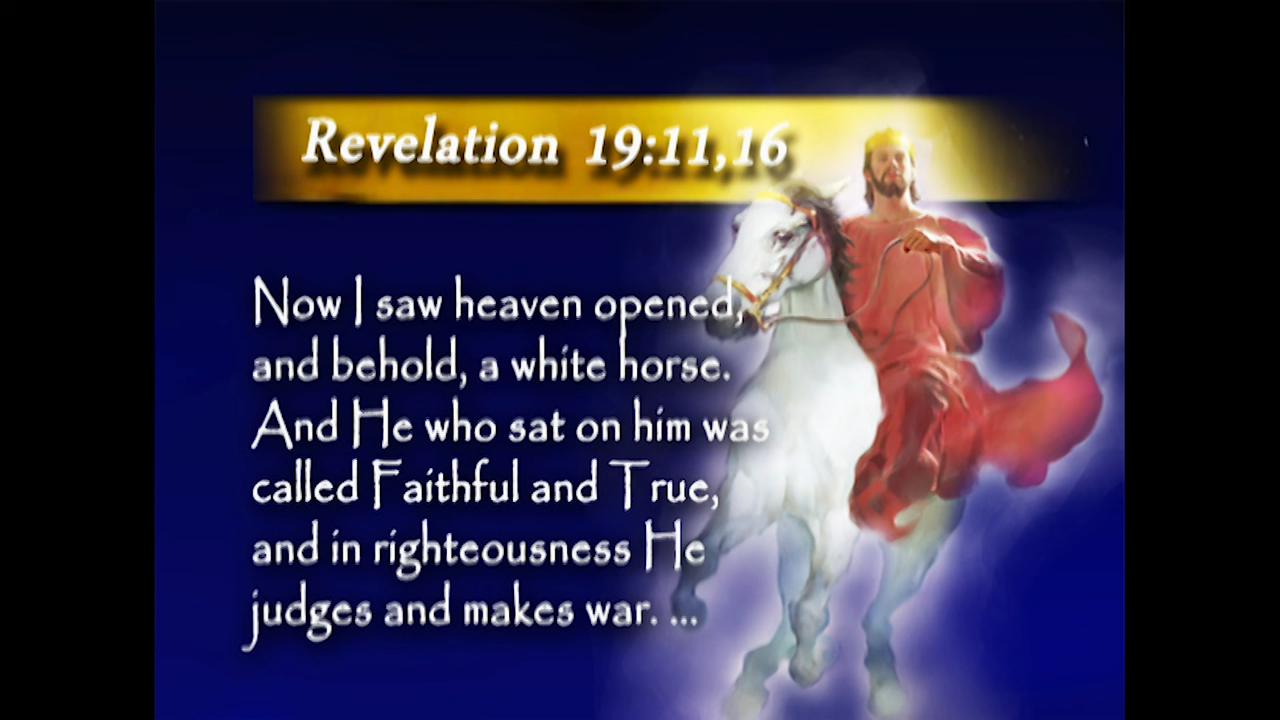 Revelation 19:11,16
Now I saw heaven opened,
and behold, a white horse.
And He who sat on him was
called Faithful and True,
and in righteousness He
judges and makes war. ...